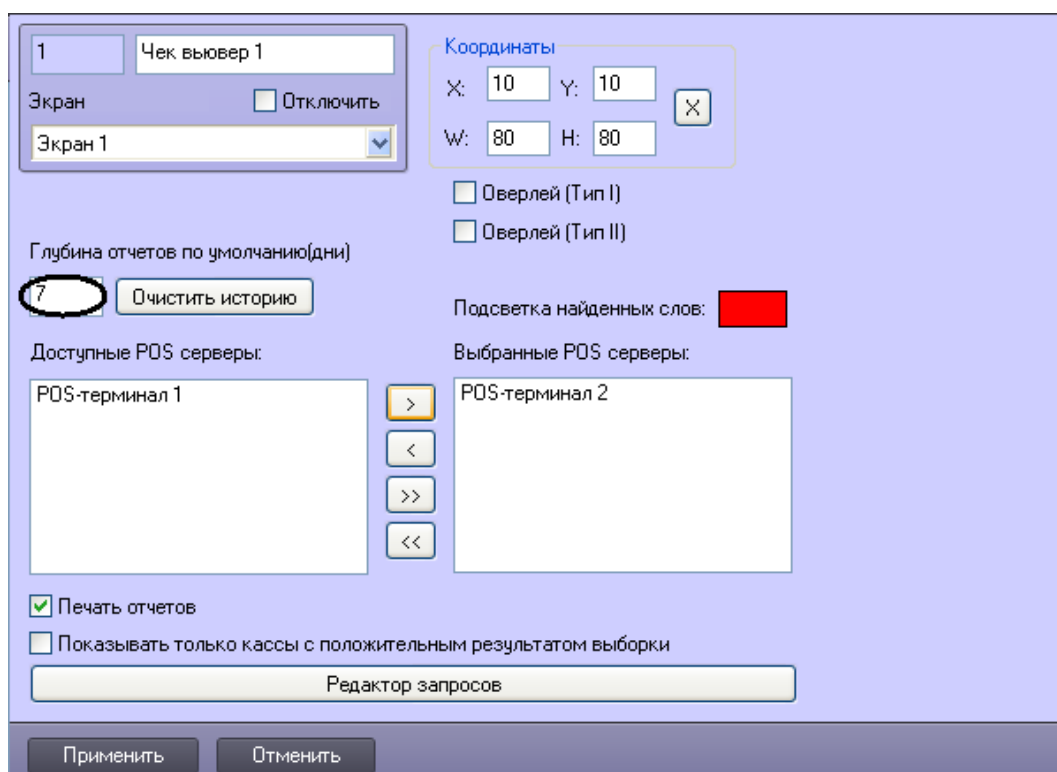 1 Чек вьювер 1
Экран Отключить
Экран 1
Координаты
X: 10 Y: 10
X
W: 80 H: 80
Оверлей (Тип I)
Оверлей (Тип II)
Глубина отчетов по умолчанию(дни)
7 Очистить историю
Подсветка найденных слов:
Доступные POS серверы:
Выбранные POS серверы:
POS-терминал 1
POS-терминал 2
>
<
>>
<<
Печать отчетов
Показывать только кассы с положительным результатом выборки
Редактор запросов
Применить Отменить